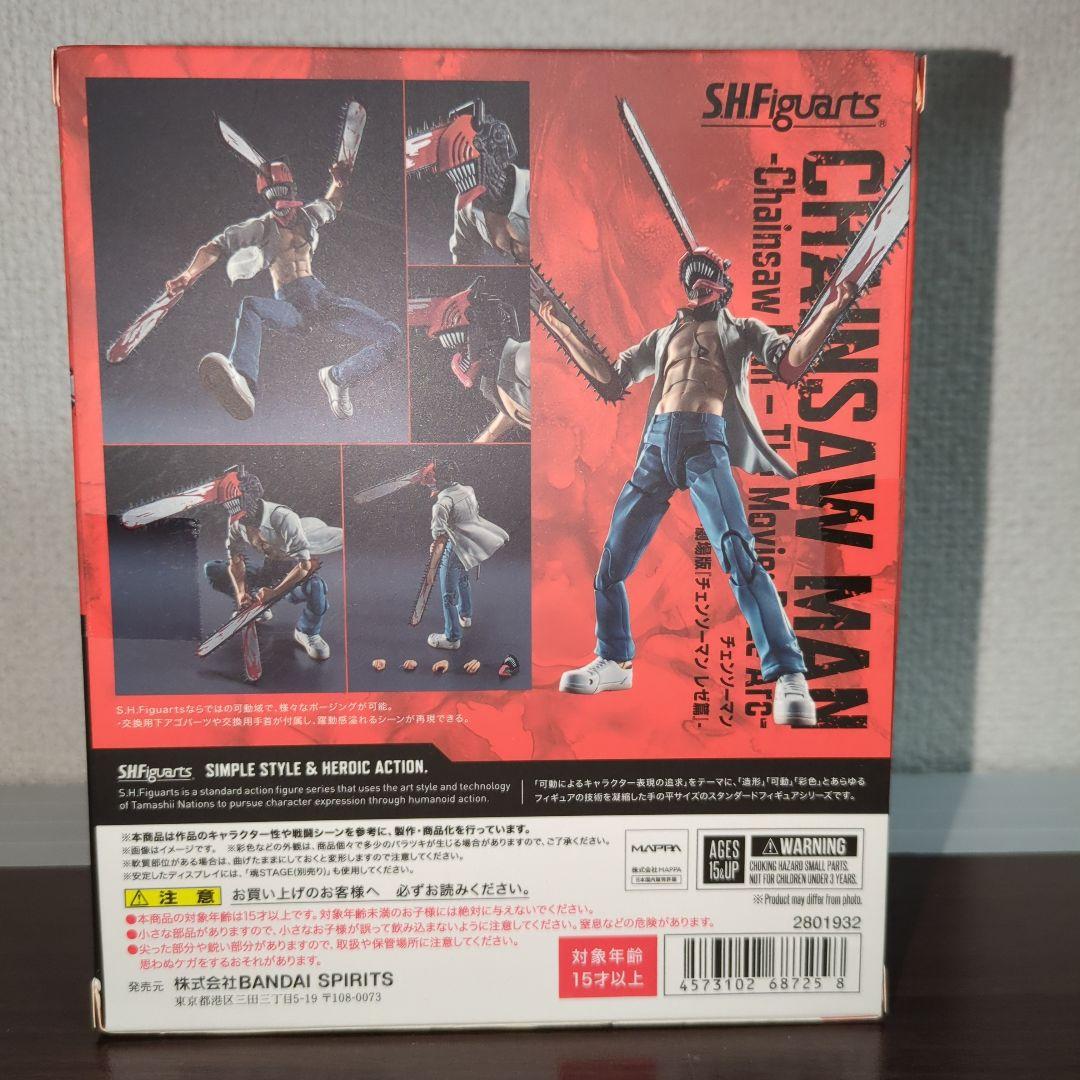 S.H.Figuarts®
CHAINSAW MAN
-Chainsaw
- The Movie:
Arc-
チェンソーマン
劇場版『チェンソーマン レゼ篇』-
S.H.Figuartsならではの可動域で、様々なポージングが可能。
-交換用下アゴパーツや交換用手首が付属し、躍動感溢れるシーンが再現できる。
S.H.Figuarts SIMPLE STYLE & HEROIC ACTION.
S.H.Figuarts is a standard action figure series that uses the art style and technology
of Tamashii Nations to pursue character expression through humanoid action.
「可動によるキャラクター表現の追求」をテーマに、「造形」「可動」「彩色」とあらゆる
フィギュアの技術を凝縮した手の平サイズのスタンダードフィギュアシリーズです。
※本商品は作品のキャラクター性や戦闘シーンを参考に、製作・商品化を行っています。
※画像はイメージです。 ※彩色などの外観は、商品個々で多少のバラツキが生じる場合がありますので、ご了承ください。
※軟質部位がある場合は、曲げたままにしておくと変形しますので注意してください。
※安定したディスプレイには、「魂STAGE(別売り)」も使用してください。
注意 お買い上げのお客様へ 必ずお読みください。
●本商品の対象年齢は15才以上です。対象年齢未満のお子様には絶対に与えないでください。
●小さな部品がありますので、小さなお子様が誤って飲み込まないように注意してください。窒息などの危険があります。
●尖った部分や鋭い部分がありますので、取扱や保管場所に注意してください。
思わぬケガをするおそれがあります。
発売元 株式会社BANDAI SPIRITS
東京都港区三田三丁目5-19 〒108-0073
MAPPA
株式会社 MAPPA
日本国内販売許諾
AGES
15&UP
WARNING
CHOKING HAZARD SMALL PARTS.
NOT FOR CHILDREN UNDER 3 YEARS.
※ Product may differ from photo.
2801932
対象年齢
15才以上
4573102 68725 8